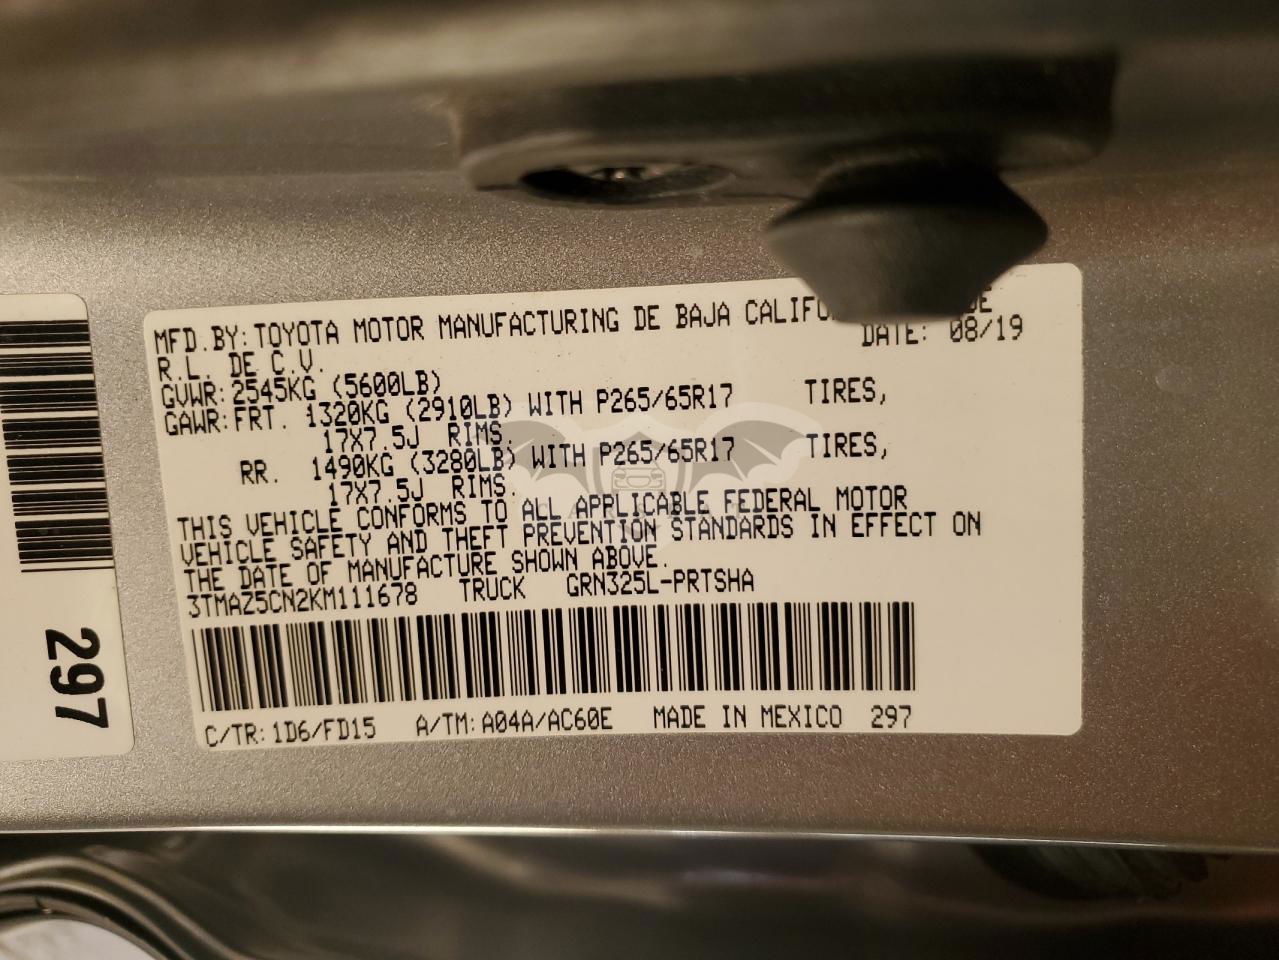 MFD.BY:TOYOTA MOTOR MANUFACTURING DE BAJA CALIFO DE
R.L. DE C.V. DATE: 08/19
GVWR:2545KG (5600LB)
GAWR:FRT. 1320KG (2910LB) WITH P265/65R17 TIRES,
17X7.5J RIMS.
RR. 1490KG (3280LB) WITH P265/65R17 TIRES,
17X7.5J RIMS.
THIS VEHICLE CONFORMS TO ALL APPLICABLE FEDERAL MOTOR
VEHICLE SAFETY AND THEFT PREVENTION STANDARDS IN EFFECT ON
THE DATE OF MANUFACTURE SHOWN ABOVE.
3TMAZ5CN2KM111678 TRUCK GRN325L-PRTSHA
C/TR:1D6/FD15 A/TM:A04A/AC60E MADE IN MEXICO 297
297